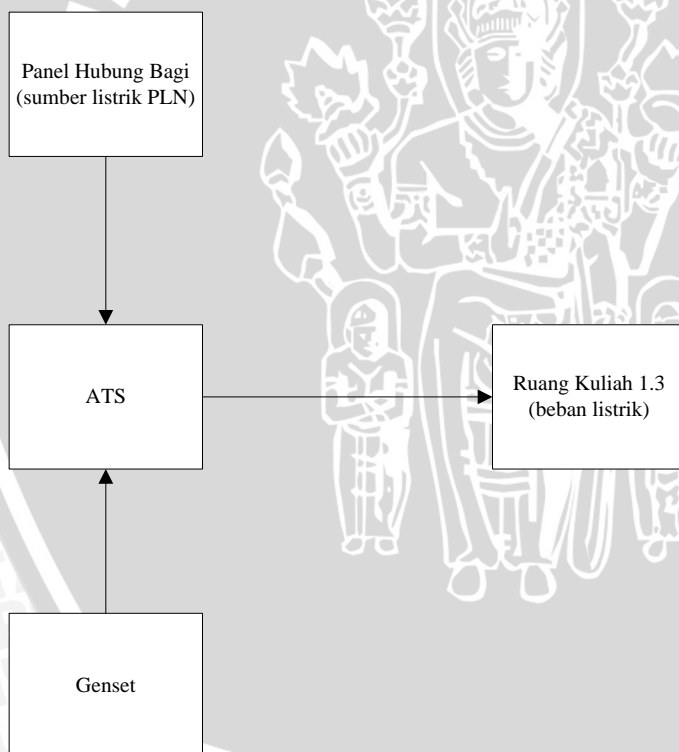 Panel Hubung Bagi
(sumber listrik PLN)
ATS
Ruang Kuliah 1.3
(beban listrik)
Genset